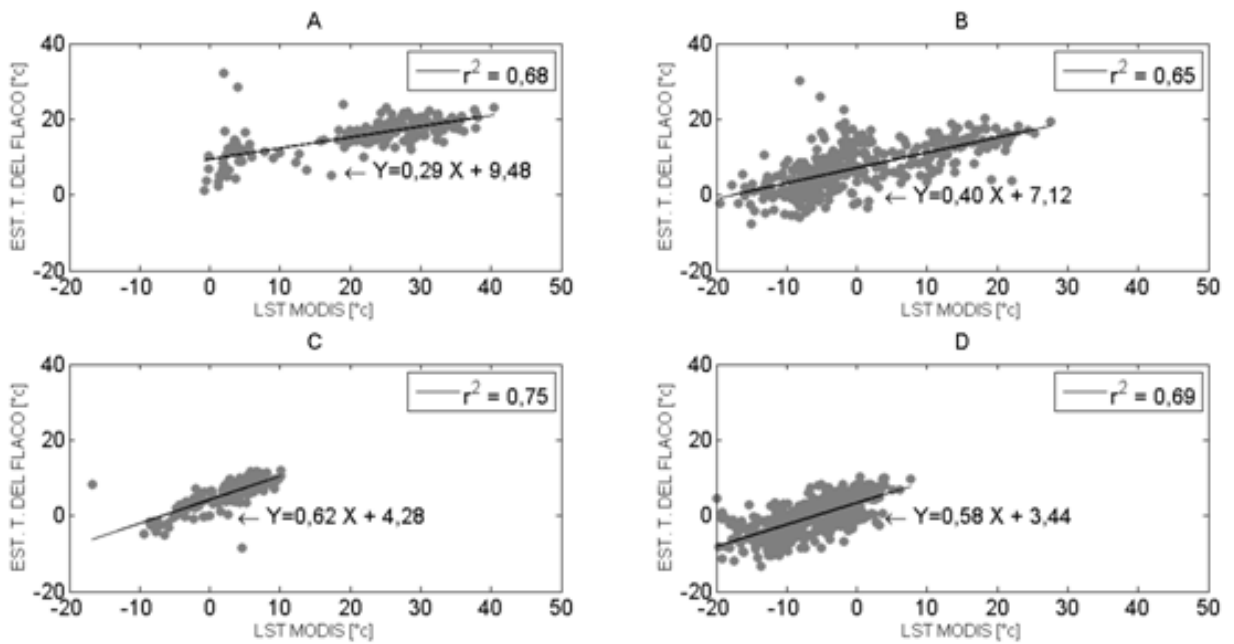 A
40
20
0
-20
EST. T. DEL FLACO [°c]
r² = 0,68
← Y=0,29 X + 9,48
-20 -10 0 10 20 30 40 50
LST MODIS [°c]
B
40
20
0
-20
EST. T. DEL FLACO [°c]
r² = 0,65
← Y=0,40 X + 7,12
-20 -10 0 10 20 30 40 50
LST MODIS [°c]
C
40
20
0
-20
EST. T. DEL FLACO [°c]
r² = 0,75
← Y=0,62 X + 4,28
-20 -10 0 10 20 30 40 50
LST MODIS [°c]
D
40
20
0
-20
EST. T. DEL FLACO [°c]
r² = 0,69
← Y=0,58 X + 3,44
-20 -10 0 10 20 30 40 50
LST MODIS [°c]